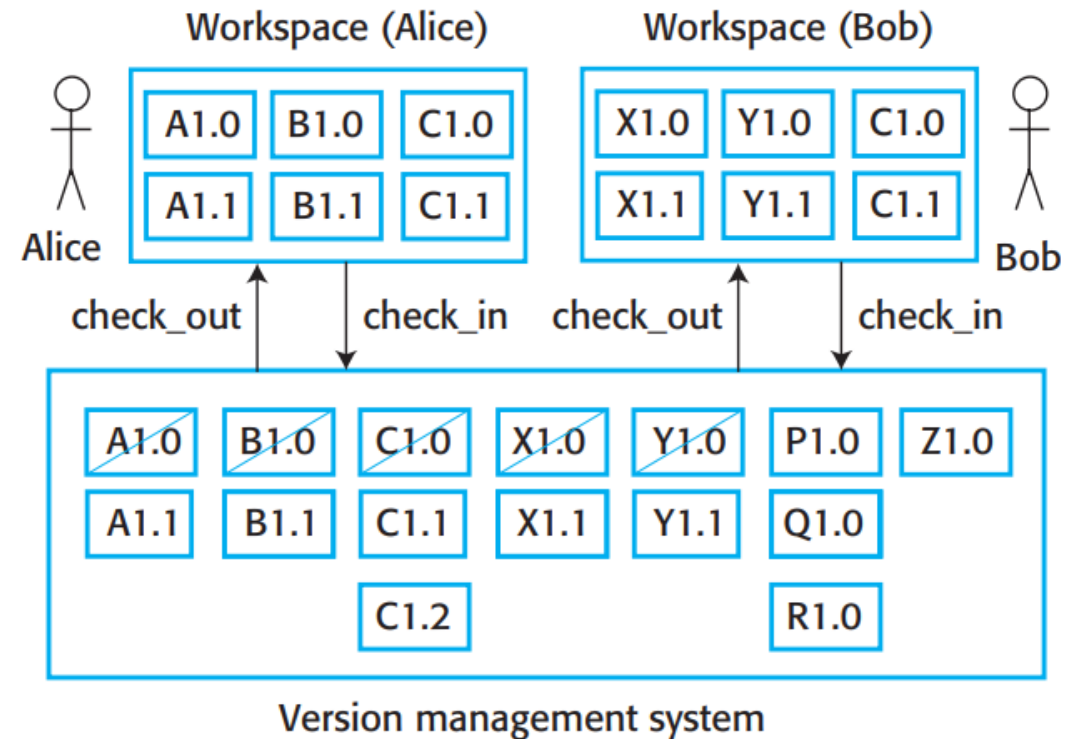 Workspace (Alice) Workspace (Bob)
A1.0 B1.0 C1.0 X1.0 Y1.0 C1.0
A1.1 B1.1 C1.1 X1.1 Y1.1 C1.1
Alice Bob
check_out check_in check_out check_in
A1.0 B1.0 C1.0 X1.0 Y1.0 P1.0 Z1.0
A1.1 B1.1 C1.1 X1.1 Y1.1 Q1.0
C1.2 R1.0
Version management system